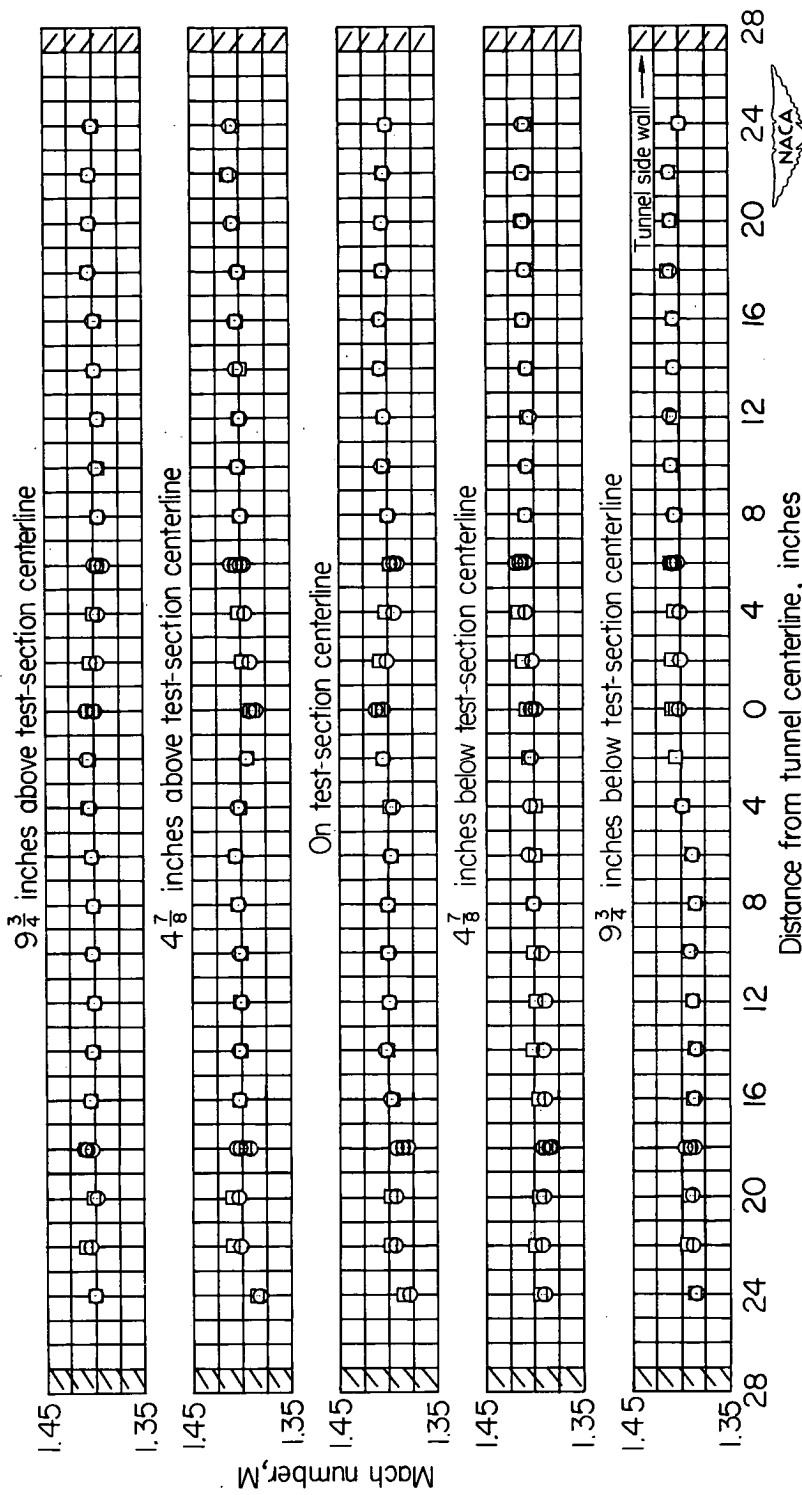 9 3/4 inches above test-section centerline
1.45
1.35
4 7/8 inches above test-section centerline
1.45
1.35
On test-section centerline
1.45
1.35
4 7/8 inches below test-section centerline
1.45
1.35
9 3/4 inches below test-section centerline
1.45
1.35
Mach number, M
Tunnel side wall
28 24 20 16 12 8 4 0 4 8 12 16 20 24 28
Distance from tunnel centerline, inches
NACA